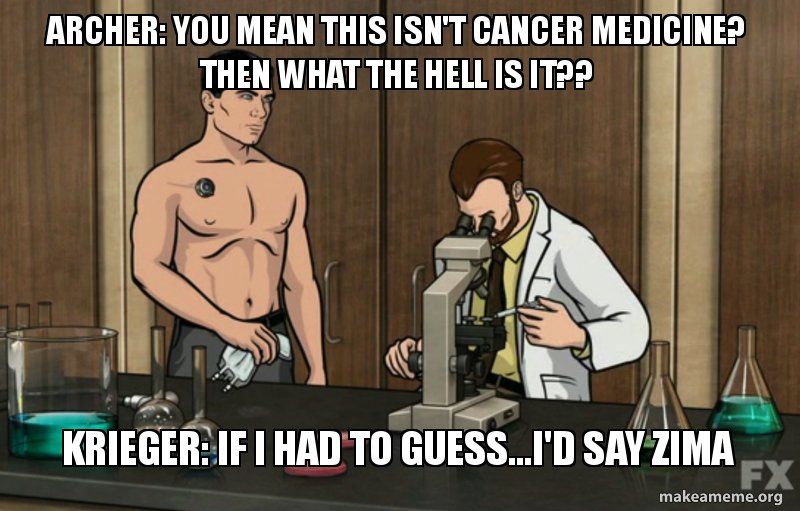 ARCHER: YOU MEAN THIS ISN'T CANCER MEDICINE?
THEN WHAT THE HELL IS IT??
KRIEGER: IF I HAD TO GUESS...I'D SAY ZIMA
FX
makeameme.org